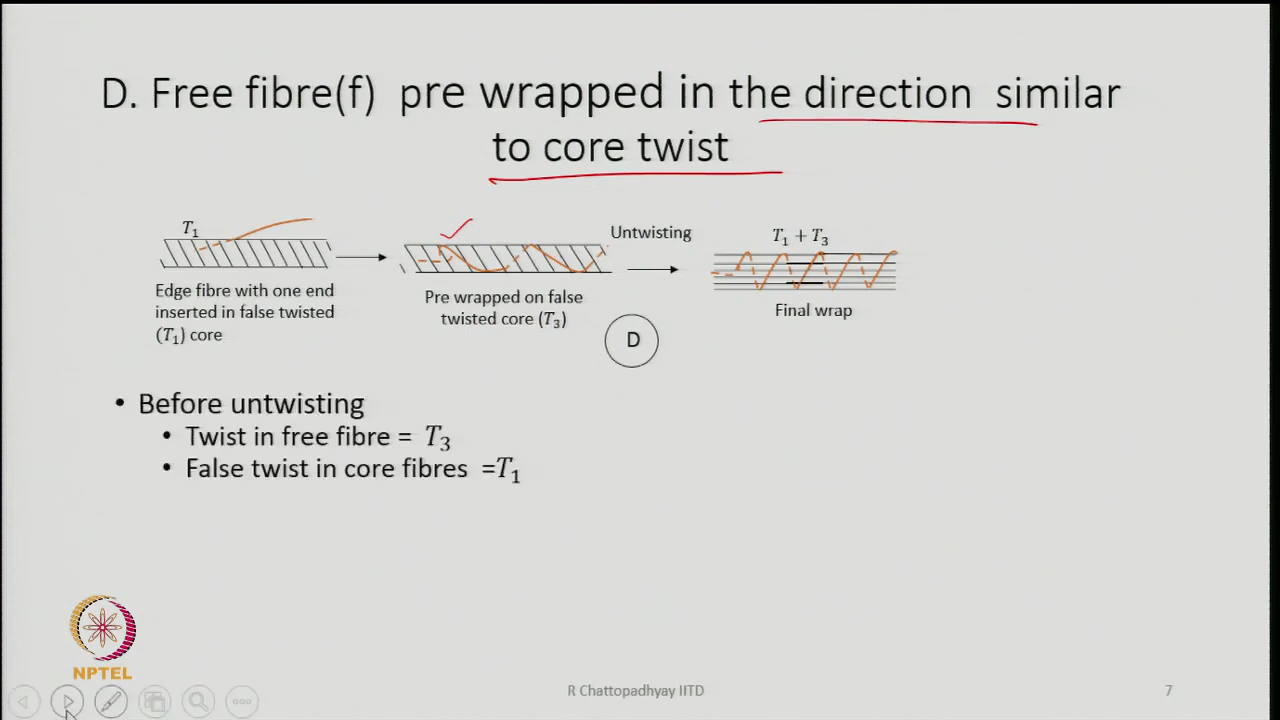 D. Free fibre(f) pre wrapped in the direction similar
to core twist
T₁
Untwisting
T₁ + T₃
Edge fibre with one end
inserted in false twisted
(T₁) core
Pre wrapped on false
twisted core (T₃)
Final wrap
D
• Before untwisting
• Twist in free fibre = T₃
• False twist in core fibres =T₁
NPTEL
R Chattopadhyay IITD
7